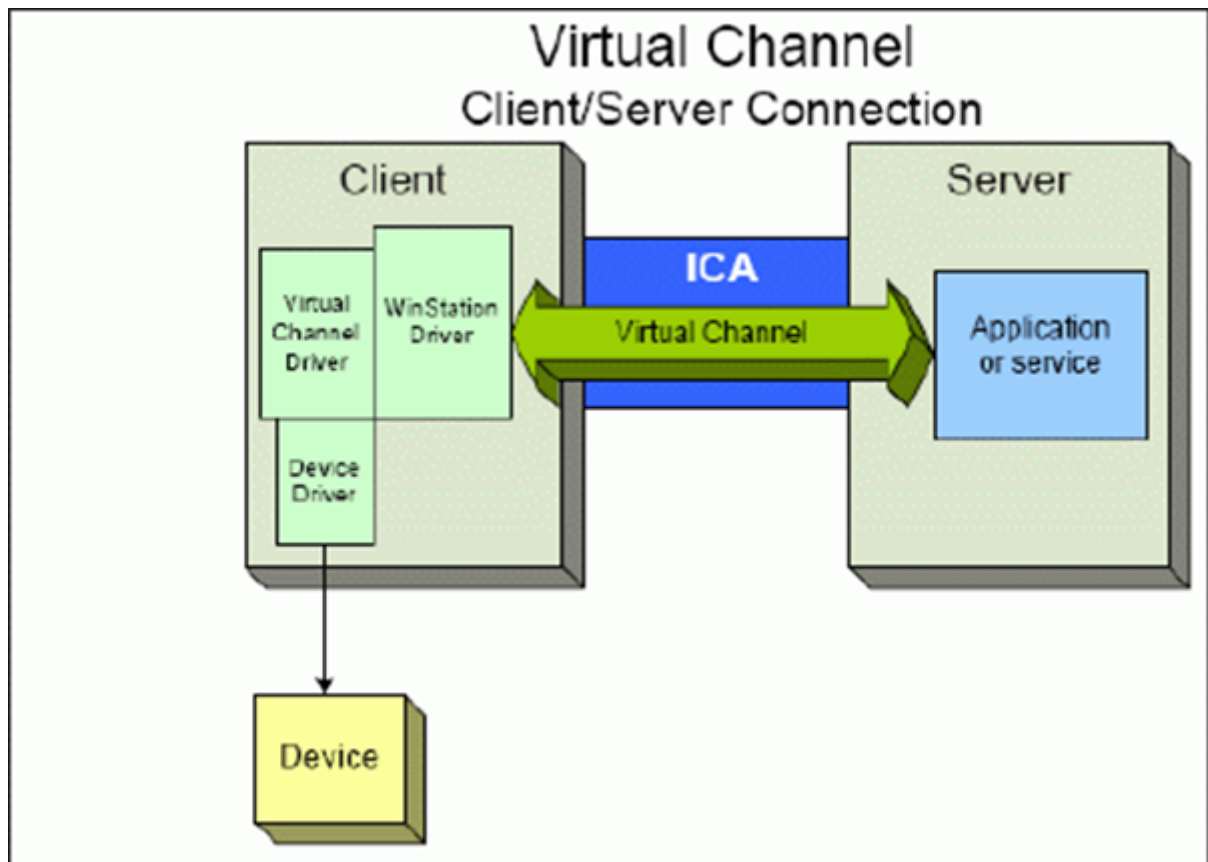 Virtual Channel
Client/Server Connection
Client
Server
ICA
Virtual
Channel
Driver
WinStation
Driver
Virtual Channel
Application
or service
Device
Driver
Device